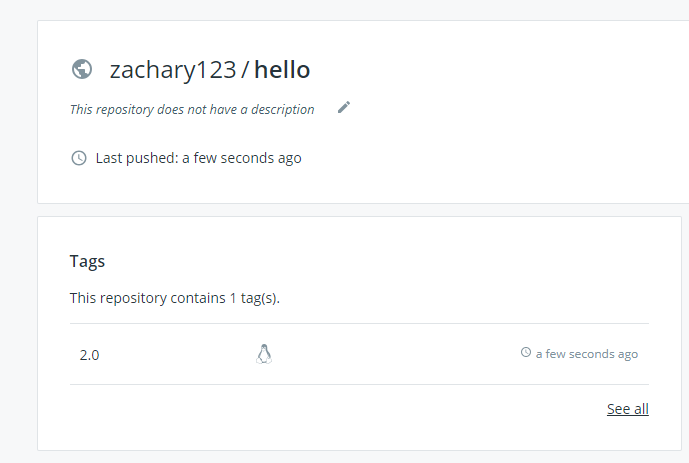 zachary123/hello
This repository does not have a description
Last pushed: a few seconds ago
Tags
This repository contains 1 tag(s).
2.0 a few seconds ago
See all